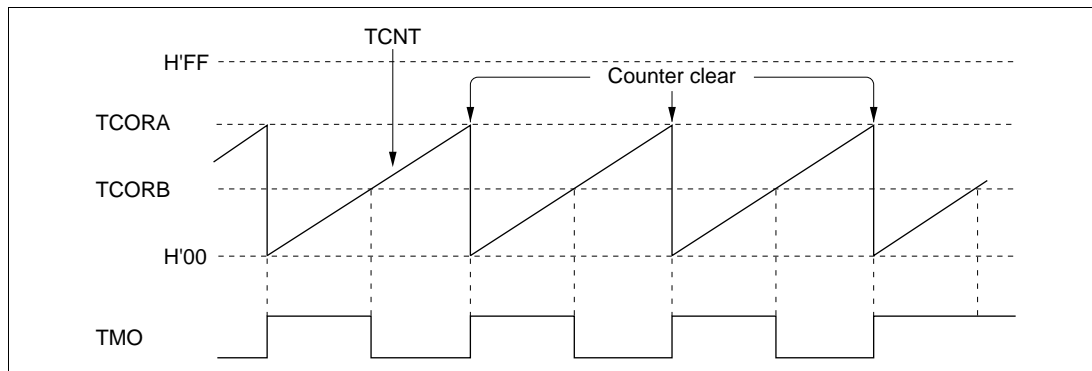 TCNT
H'FF
Counter clear
TCORA
TCORB
H'00
TMO